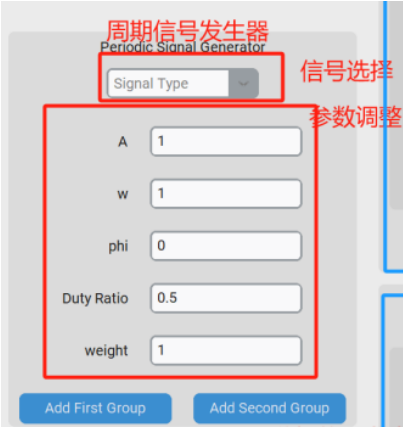 周期信号发生器
Periodic Signal Generator
Signal Type
信号选择
参数调整
A 1
w 1
phi 0
Duty Ratio 0.5
weight 1
Add First Group Add Second Group